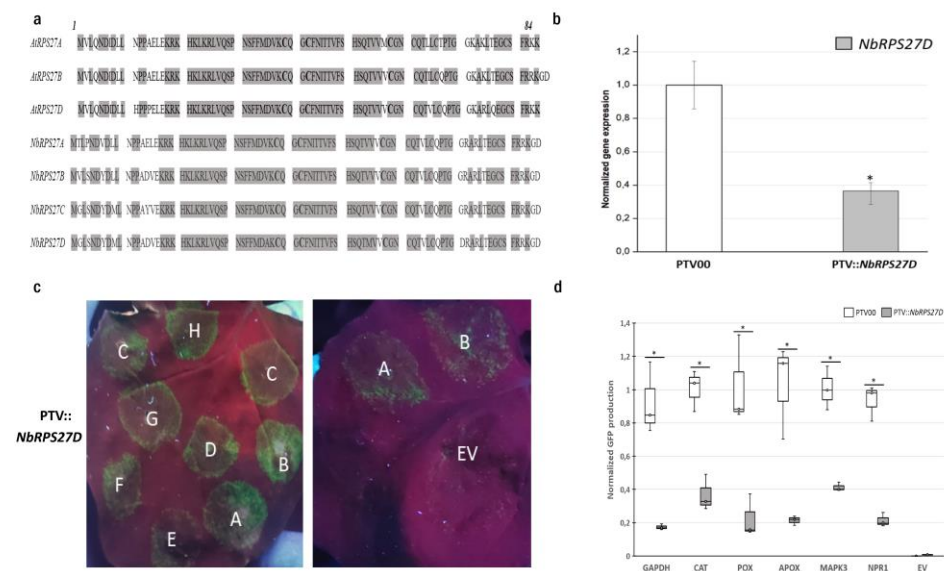 a
1 84
AtRPS27A MVLQNDIDLL NPPAELEKRK HKLKRLVQSP NSFFMDVKCQ GCFNITTVFS HSQTVVMCGN CQTLLCTPTG GKAKLTEGCS FRKK
AtRPS27B MVLQNDIDLL NPPAELEKRK HKLKRLVQSP NSFFMDVKCQ GCFNITTVFS HSQTVVVCGN CQTLLCQPTG GKAKLTEGCS FRKKGD
AtRPS27D MVLQNDIDLL HPPPELEKRK HKLKRLVQSP NSFFMDVKCQ GCFNITTVFS HSQTVVVCGN CQTVLCQPTG GKARLQEGCS FRKK
NbRPS27A MTLPNDVDLL NPPAELEKRK HKLKRLVQSP NSFFMDVKCQ GCFNITTVFS HSQTVVVCGN CQTVLCQPTG GRARLTEGCS FRRKGD
NbRPS27B NPPADVEKRK HKLKRLVQSP NSFFMDVKCQ GCFNITTVFS HSQTVVVCGN CQTVLCQPTG GRARLTEGCS FRRKGD
NbRPS27C MGLSNDYDML NPPAYVEKRK HKLKRLVQSP NSFFMDVKCQ GCFNITTVFS HSQTVVVCGN CQTVLCQPTG GRARLTEGCS FRRKGD
NbRPS27D MGLSNDYDML NPPADVEKRK HKLKRLVQSP NSFFMDAKCQ GCFNITTVFS HSQTMVVCGN CQTVLCQPTG DRARLTEGCS FRRKGD
b
NbRPS27D
Normalized gene expression
1,2
1,0
0,8
0,6
0,4
0,2
0,0
*
PTV00 PTV::NbRPS27D
c
PTV::
NbRPS27D
H
C
C
G
D
B
F
A
E
A
B
EV
d
PTV00 PTV::NbRPS27D
Normalized GFP production
1,4
1,2
1
0,8
0,6
0,4
0,2
0
* * * * * *
GAPDH CAT POX APOX MAPK3 NPR1 EV